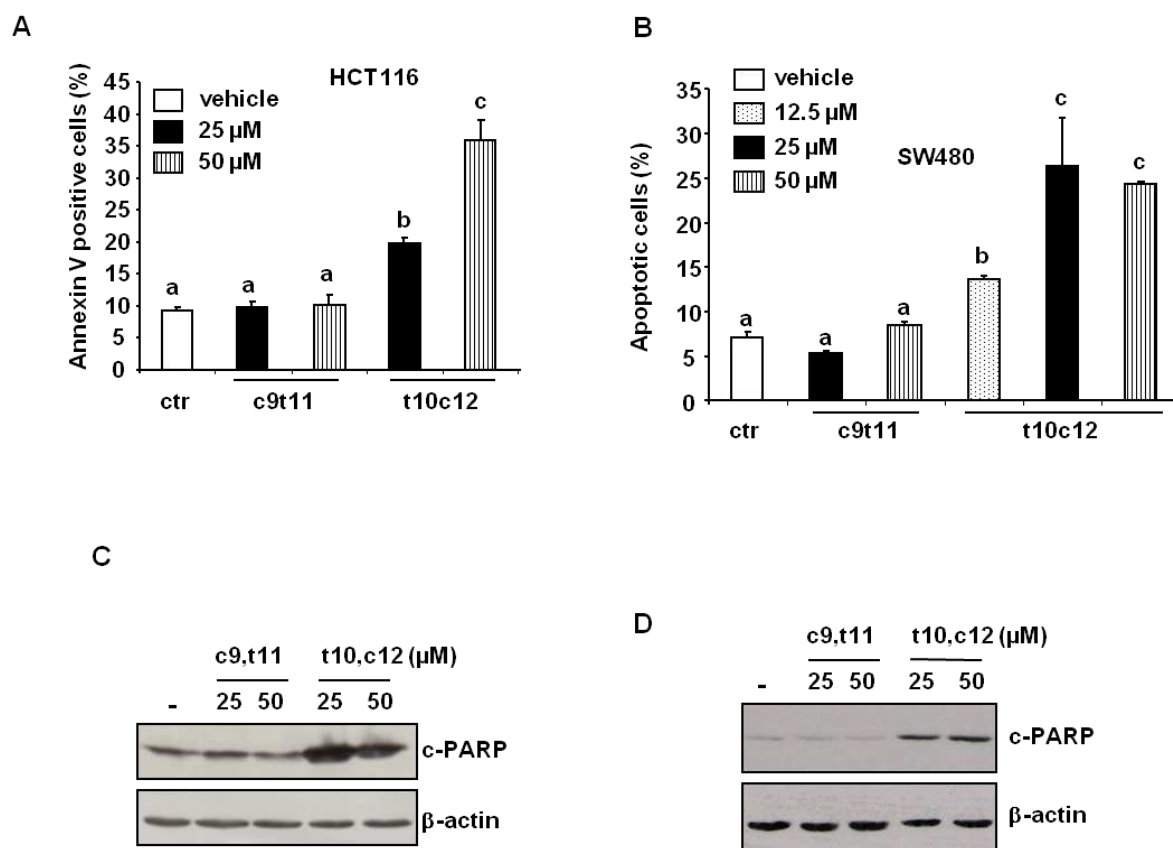 A
HCT116
Annexin V positive cells (%)
45
40
35
30
25
20
15
10
5
0
vehicle
25 µM
50 µM
a
a
a
b
c
ctr
c9t11
t10c12
B
SW480
Apoptotic cells (%)
35
30
25
20
15
10
5
0
vehicle
12.5 µM
25 µM
50 µM
a
a
a
b
c
c
ctr
c9t11
t10c12
C
c9,t11 t10,c12 (µM)
- 25 50 25 50
c-PARP
β-actin
D
c9,t11 t10,c12 (µM)
- 25 50 25 50
c-PARP
β-actin